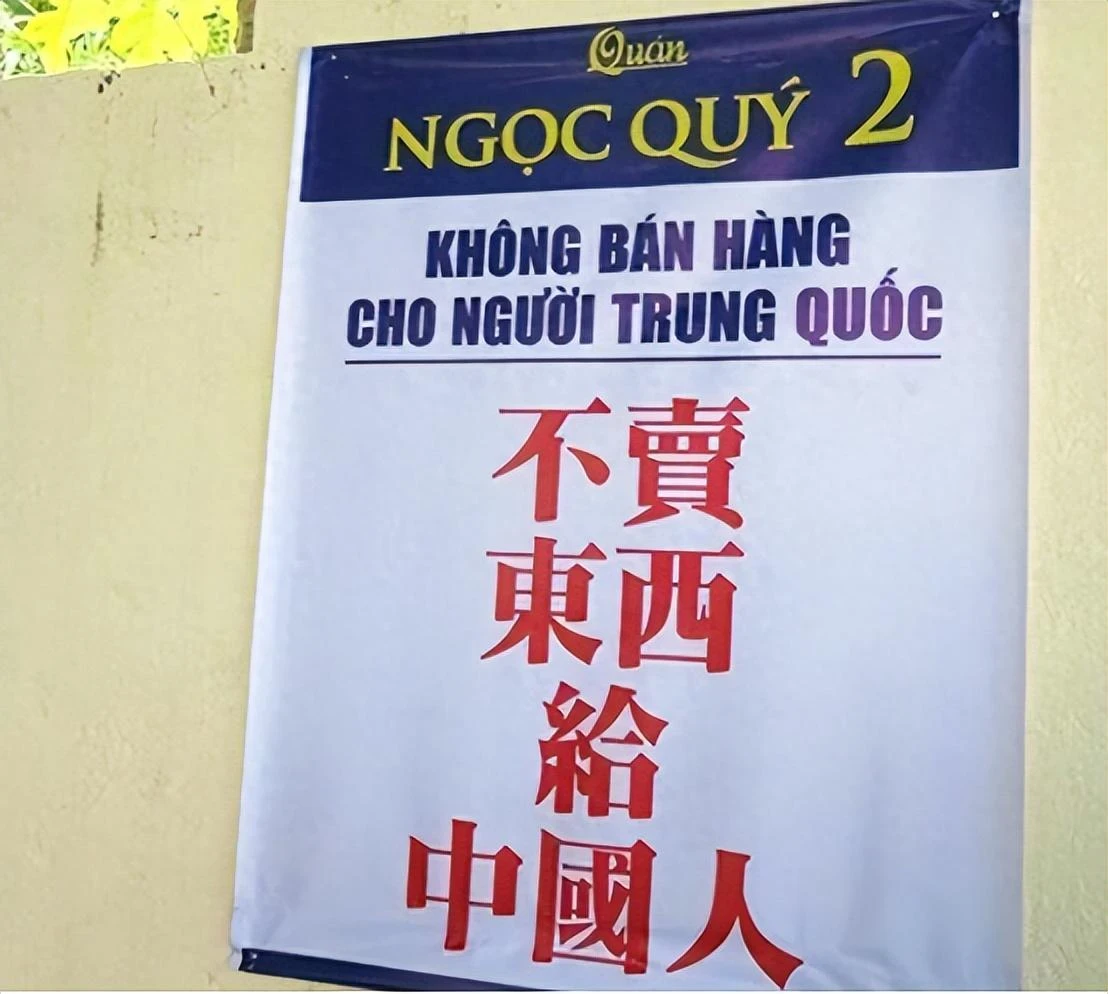 Quán
NGỌC QUÝ 2
KHÔNG BÁN HÀNG
CHO NGƯỜI TRUNG QUỐC
不賣
東西
給
中國人